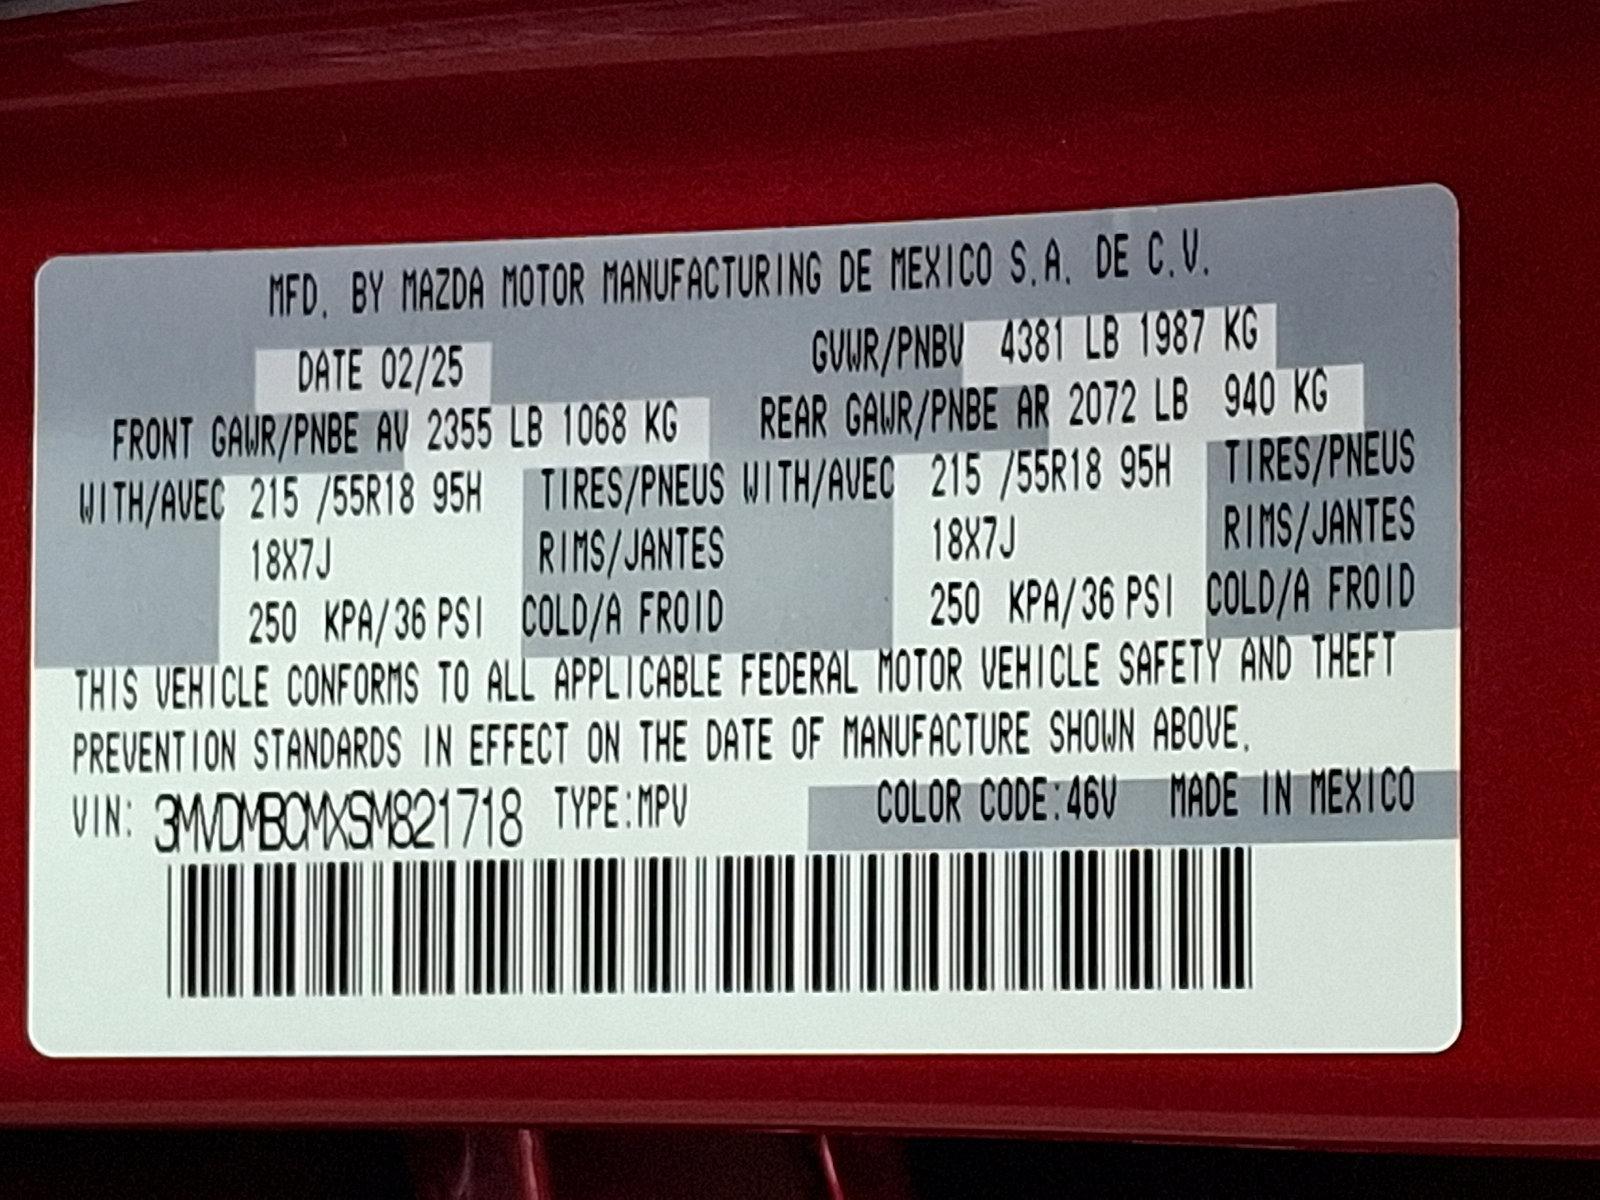 MFD. BY MAZDA MOTOR MANUFACTURING DE MEXICO S.A. DE C.V.
DATE 02/25 GVWR/PNBV 4381 LB 1987 KG
FRONT GAWR/PNBE AV 2355 LB 1068 KG REAR GAWR/PNBE AR 2072 LB 940 KG
WITH/AVEC 215 /55R18 95H TIRES/PNEUS WITH/AVEC 215 /55R18 95H TIRES/PNEUS
18X7J RIMS/JANTES 18X7J RIMS/JANTES
250 KPA/36 PSI COLD/A FROID 250 KPA/36 PSI COLD/A FROID
THIS VEHICLE CONFORMS TO ALL APPLICABLE FEDERAL MOTOR VEHICLE SAFETY AND THEFT
PREVENTION STANDARDS IN EFFECT ON THE DATE OF MANUFACTURE SHOWN ABOVE.
VIN: 3MVDMBCMXSM821718 TYPE:MPV COLOR CODE:46V MADE IN MEXICO